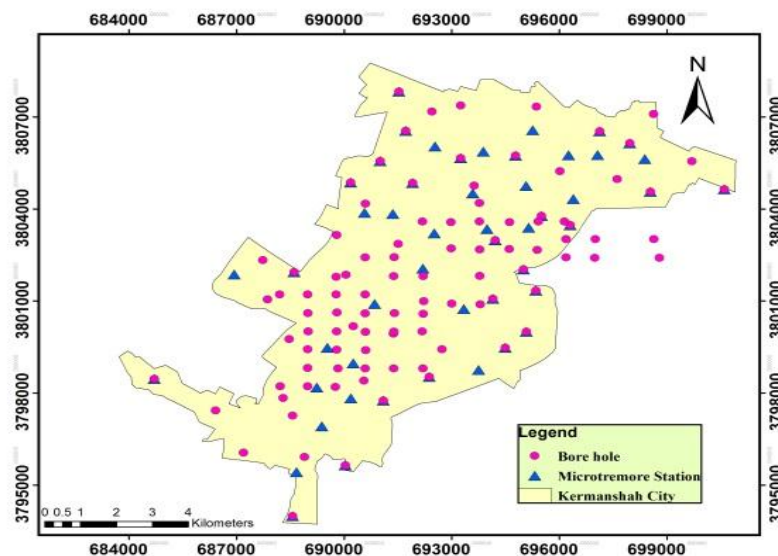 684000 687000 690000 693000 696000 699000
N
3807000 3807000
3804000 3804000
3801000 3801000
3798000 3798000
3795000 3795000
Legend
Bore hole
Microtremore Station
Kermanshah City
0 0.5 1 2 3 4
Kilometers
684000 687000 690000 693000 696000 699000